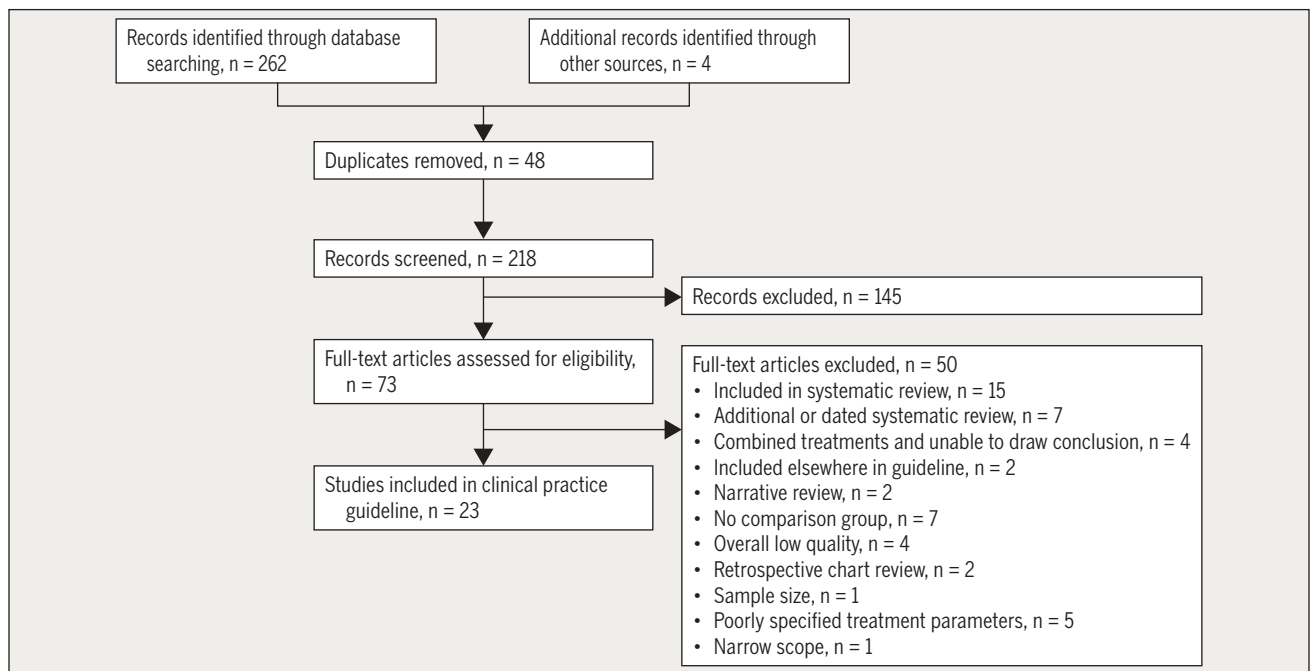 Records identified through database
searching, n = 262
Additional records identified through
other sources, n = 4
Duplicates removed, n = 48
Records screened, n = 218
Records excluded, n = 145
Full-text articles assessed for eligibility,
n = 73
Full-text articles excluded, n = 50
• Included in systematic review, n = 15
• Additional or dated systematic review, n = 7
• Combined treatments and unable to draw conclusion, n = 4
• Included elsewhere in guideline, n = 2
• Narrative review, n = 2
• No comparison group, n = 7
• Overall low quality, n = 4
• Retrospective chart review, n = 2
• Sample size, n = 1
• Poorly specified treatment parameters, n = 5
• Narrow scope, n = 1
Studies included in clinical practice
guideline, n = 23